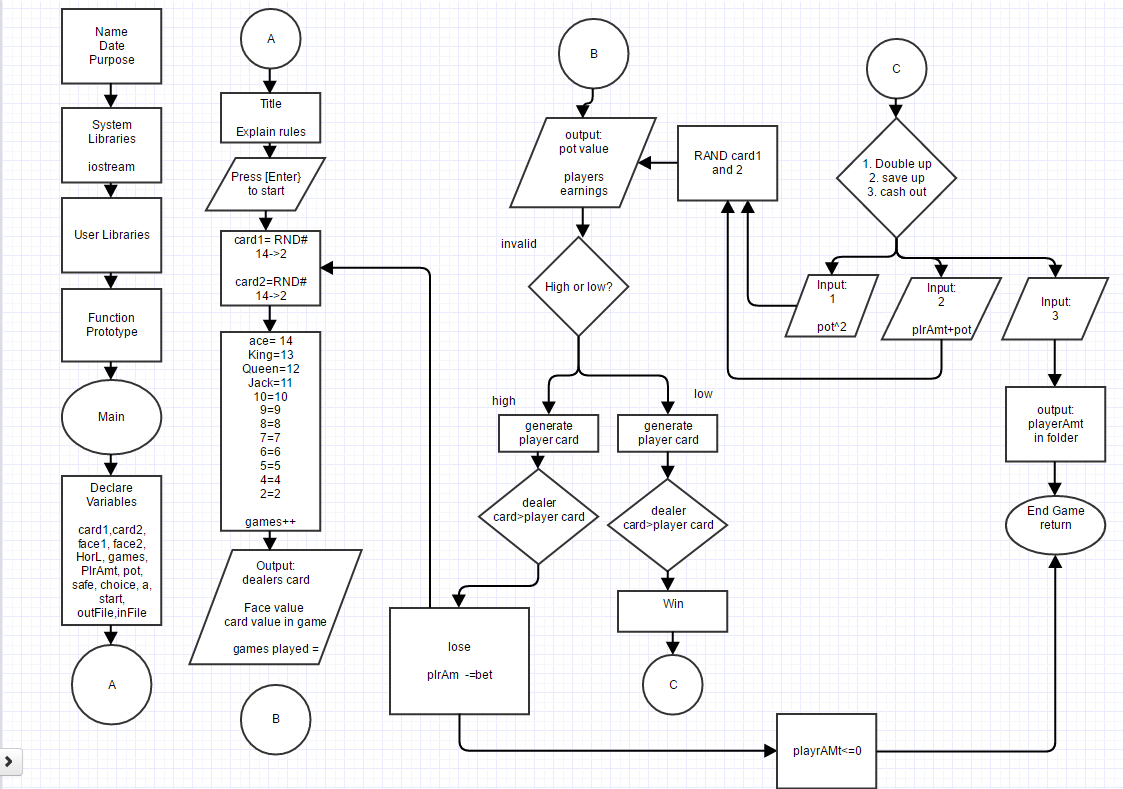 Name
Date
Purpose
System
Libraries
iostream
User Libraries
Function
Prototype
Main
Declare
Variables
card1,card2,
face1, face2,
HorL, games,
PlrAmt, pot,
safe, choice, a,
start,
outFile,inFile
A
A
Title
Explain rules
Press [Enter}
to start
card1= RND#
14->2
card2=RND#
14->2
ace= 14
King=13
Queen=12
Jack=11
10=10
9=9
8=8
7=7
6=6
5=5
4=4
2=2
games++
Output:
dealers card
Face value
card value in game
games played =
B
B
output:
pot value
players
earnings
RAND card1
and 2
invalid
High or low?
high
low
generate
player card
generate
player card
dealer
card>player card
dealer
card>player card
lose
plrAm -=bet
Win
C
playrAMt<=0
C
1. Double up
2. save up
3. cash out
Input:
1
pot^2
Input:
2
plrAmt+pot
Input:
3
output:
playerAmt
in folder
End Game
return